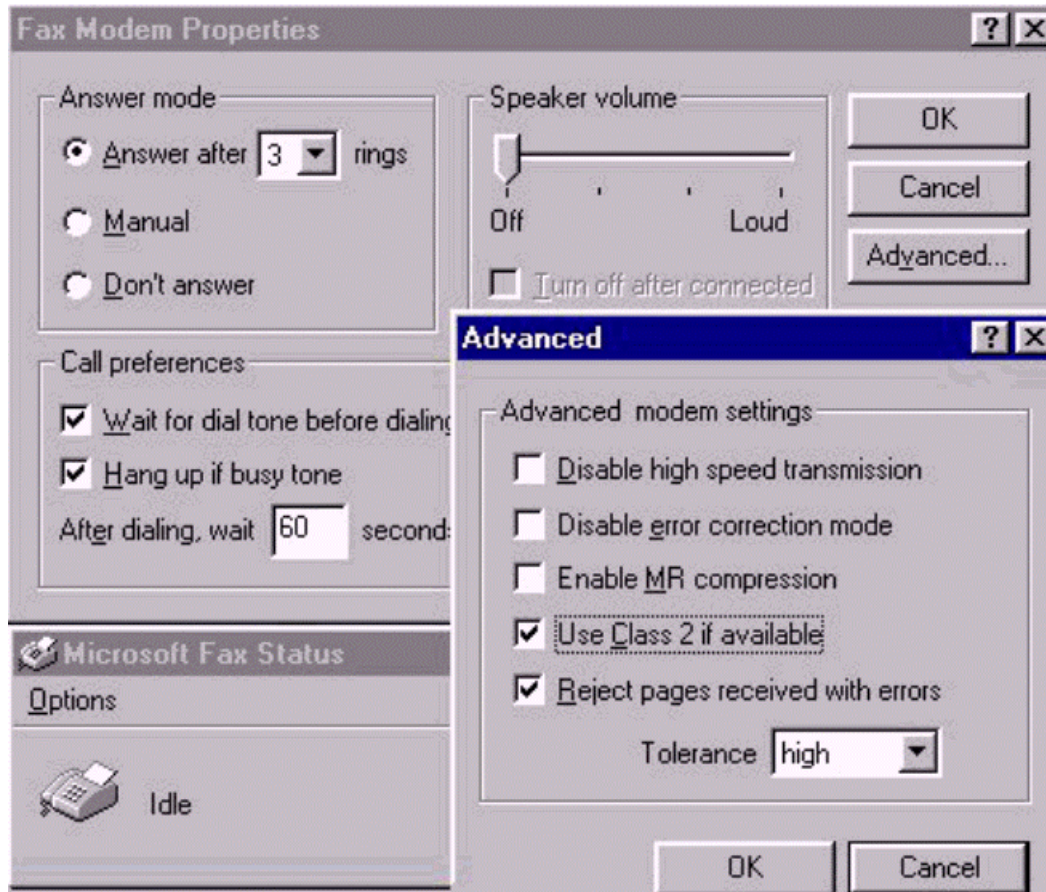 Fax Modem Properties
Answer mode
Answer after 3 rings
Manual
Don't answer
Speaker volume
Off Loud
Turn off after connected
OK
Cancel
Advanced...
Call preferences
Wait for dial tone before dialing
Hang up if busy tone
After dialing, wait 60 second
Advanced
Advanced modem settings
Disable high speed transmission
Disable error correction mode
Enable MR compression
Use Class 2 if available
Reject pages received with errors
Tolerance high
OK Cancel
Microsoft Fax Status
Options
Idle